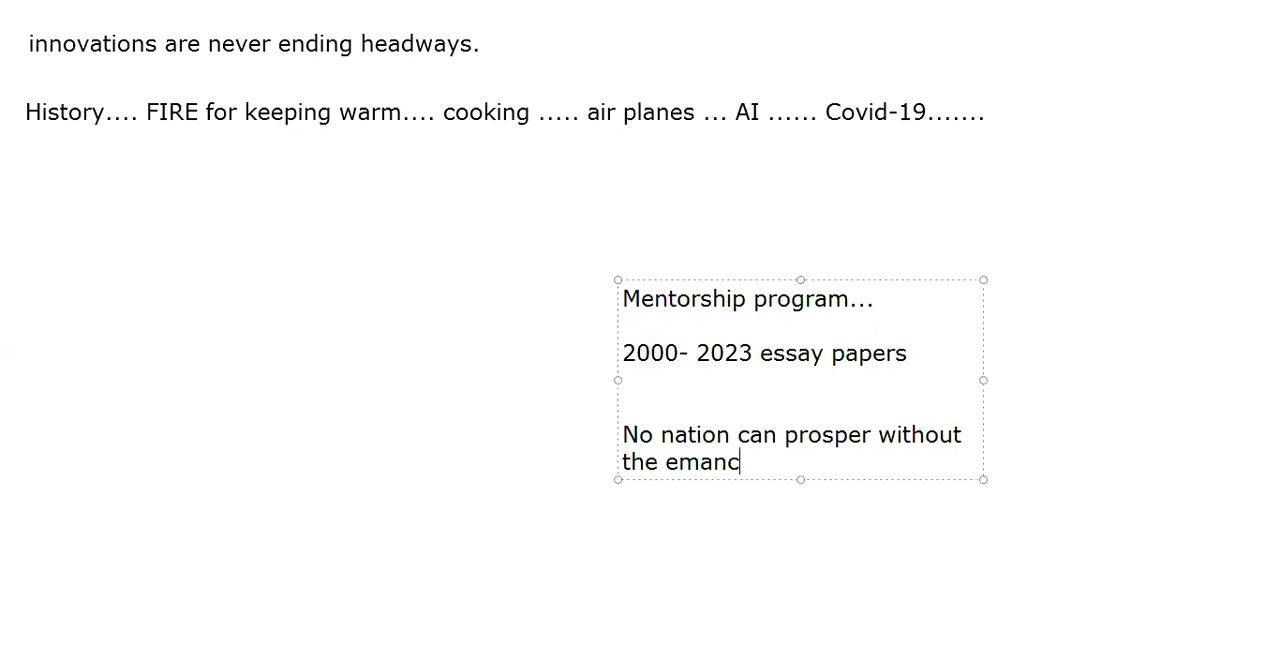 innovations are never ending headways.
History.... FIRE for keeping warm.... cooking ..... air planes ... AI ...... Covid-19.......
Mentorship program...
2000- 2023 essay papers
No nation can prosper without
the emanc